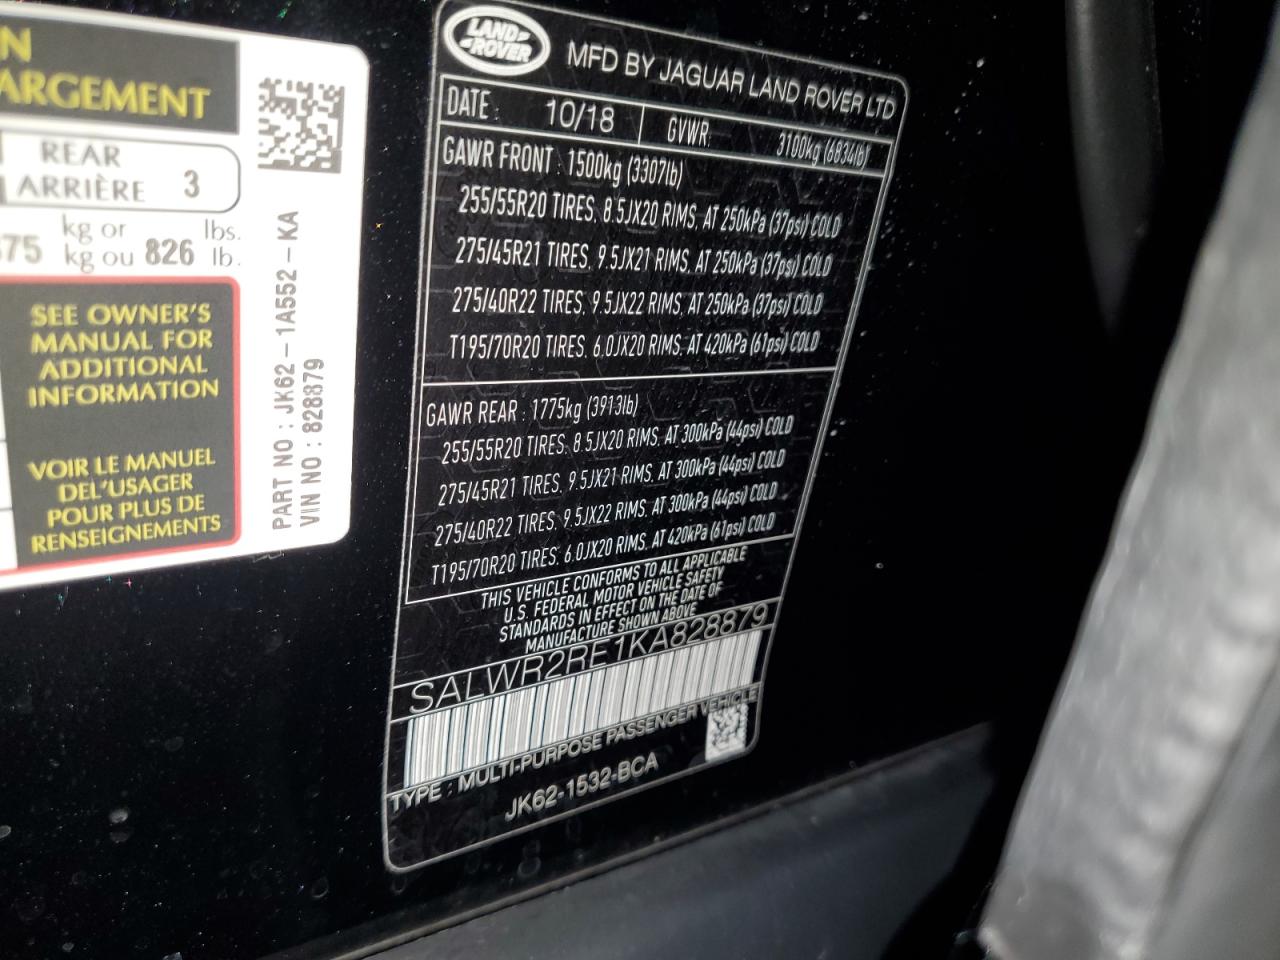 N
ARGEMENT
REAR
ARRIÈRE 3
kg or lbs.
75 kg ou 826 lb.
SEE OWNER'S
MANUAL FOR
ADDITIONAL
INFORMATION
VOIR LE MANUEL
DEL'USAGER
POUR PLUS DE
RENSEIGNEMENTS
PART NO : JK62 - 1A552 - KA
VIN NO : 828879
LAND ROVER
MFD BY JAGUAR LAND ROVER LTD
DATE : 10/18 GVWR: 3100kg (6834lb)
GAWR FRONT : 1500kg (3307lb)
255/55R20 TIRES, 8.5JX20 RIMS, AT 250kPa (37psi) COLD
275/45R21 TIRES, 9.5JX21 RIMS, AT 250kPa (37psi) COLD
275/40R22 TIRES, 9.5JX22 RIMS, AT 250kPa (37psi) COLD
T195/70R20 TIRES, 6.0JX20 RIMS, AT 420kPa (61psi) COLD
GAWR REAR : 1775kg (3913lb)
255/55R20 TIRES, 8.5JX20 RIMS, AT 300kPa (44psi) COLD
275/45R21 TIRES, 9.5JX21 RIMS, AT 300kPa (44psi) COLD
275/40R22 TIRES, 9.5JX22 RIMS, AT 300kPa (44psi) COLD
T195/70R20 TIRES, 6.0JX20 RIMS, AT 420kPa (61psi) COLD
THIS VEHICLE CONFORMS TO ALL APPLICABLE
U.S. FEDERAL MOTOR VEHICLE SAFETY
STANDARDS IN EFFECT ON THE DATE OF
MANUFACTURE SHOWN ABOVE
SALWR2RE1KA828879
TYPE : MULTI-PURPOSE PASSENGER VEHICLE
JK62-1532-BCA